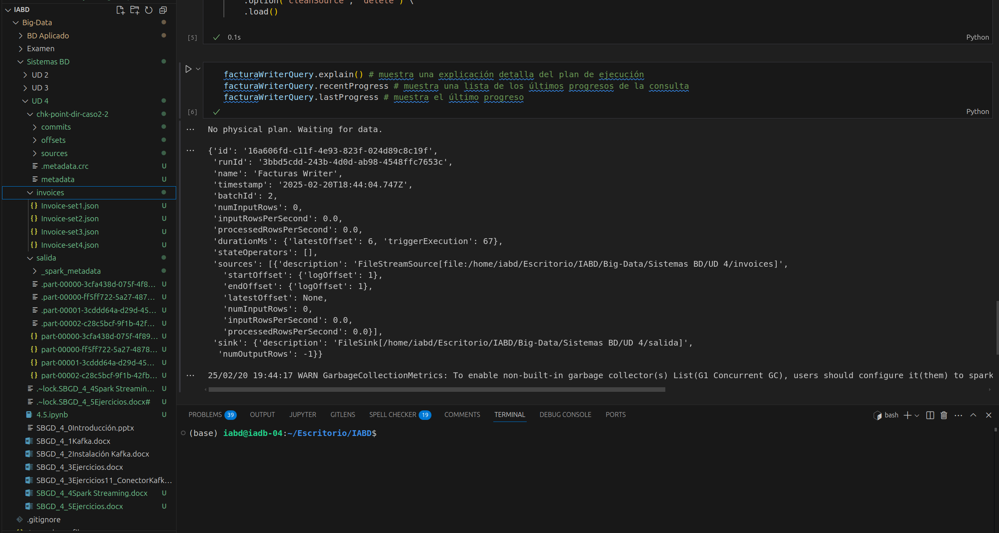 IABD
Big-Data
BD Aplicado
Examen
Sistemas BD
UD 2
UD 3
UD 4
chk-point-dir-caso2-2
commits
offsets
sources
.metadata.crc U
metadata U
invoices
Invoice-set1.json U
Invoice-set2.json U
Invoice-set3.json U
Invoice-set4.json U
salida
_spark_metadata
.part-00000-3cfa438d-075f-4f8... U
.part-00000-ff5ff722-5a27-487... U
.part-00001-3cddd64a-d29d-45... U
.part-00002-c28c5bcf-9f1b-42f... U
part-00000-3cfa438d-075f-4f89... U
part-00000-ff5ff722-5a27-4878... U
part-00001-3cddd64a-d29d-45... U
part-00002-c28c5bcf-9f1b-42fb... U
.~lock.SBGD_4_4Spark Streamin... U
.~lock.SBGD_4_5Ejercicios.docx# U
4.5.ipynb U
SBGD_4_0Introducción.pptx
SBGD_4_1Kafka.docx
SBGD_4_2Instalación Kafka.docx
SBGD_4_3Ejercicios.docx
SBGD_4_3Ejercicios11_ConectorKafk...
SBGD_4_4Spark Streaming.docx U
SBGD_4_5Ejercicios.docx U
.gitignore
.option("cleanSource", "delete") \
.load()
[5] 0.1s Python
facturaWriterQuery.explain() # muestra una explicación detalla del plan de ejecución
facturaWriterQuery.recentProgress # muestra una lista de los últimos progresos de la consulta
facturaWriterQuery.lastProgress # muestra el último progreso
[6] Python
... No physical plan. Waiting for data.
... {'id': '16a606fd-c11f-4e93-823f-024d89c8c19f',
'runId': '3bbd5cdd-243b-4d0d-ab98-4548ffc7653c',
'name': 'Facturas Writer',
'timestamp': '2025-02-20T18:44:04.747Z',
'batchId': 2,
'numInputRows': 0,
'inputRowsPerSecond': 0.0,
'processedRowsPerSecond': 0.0,
'durationMs': {'latestOffset': 6, 'triggerExecution': 67},
'stateOperators': [],
'sources': [{'description': 'FileStreamSource[file:/home/iabd/Escritorio/IABD/Big-Data/Sistemas BD/UD 4/invoices]',
'startOffset': {'logOffset': 1},
'endOffset': {'logOffset': 1},
'latestOffset': None,
'numInputRows': 0,
'inputRowsPerSecond': 0.0,
'processedRowsPerSecond': 0.0}],
'sink': {'description': 'FileSink[/home/iabd/Escritorio/IABD/Big-Data/Sistemas BD/UD 4/salida]',
'numOutputRows': -1}}
... 25/02/20 19:44:17 WARN GarbageCollectionMetrics: To enable non-built-in garbage collector(s) List(G1 Concurrent GC), users should configure it(them) to spark
PROBLEMS 39 OUTPUT JUPYTER GITLENS SPELL CHECKER 19 COMMENTS TERMINAL DEBUG CONSOLE PORTS bash
(base) iabd@iadb-04:~/Escritorio/IABD$